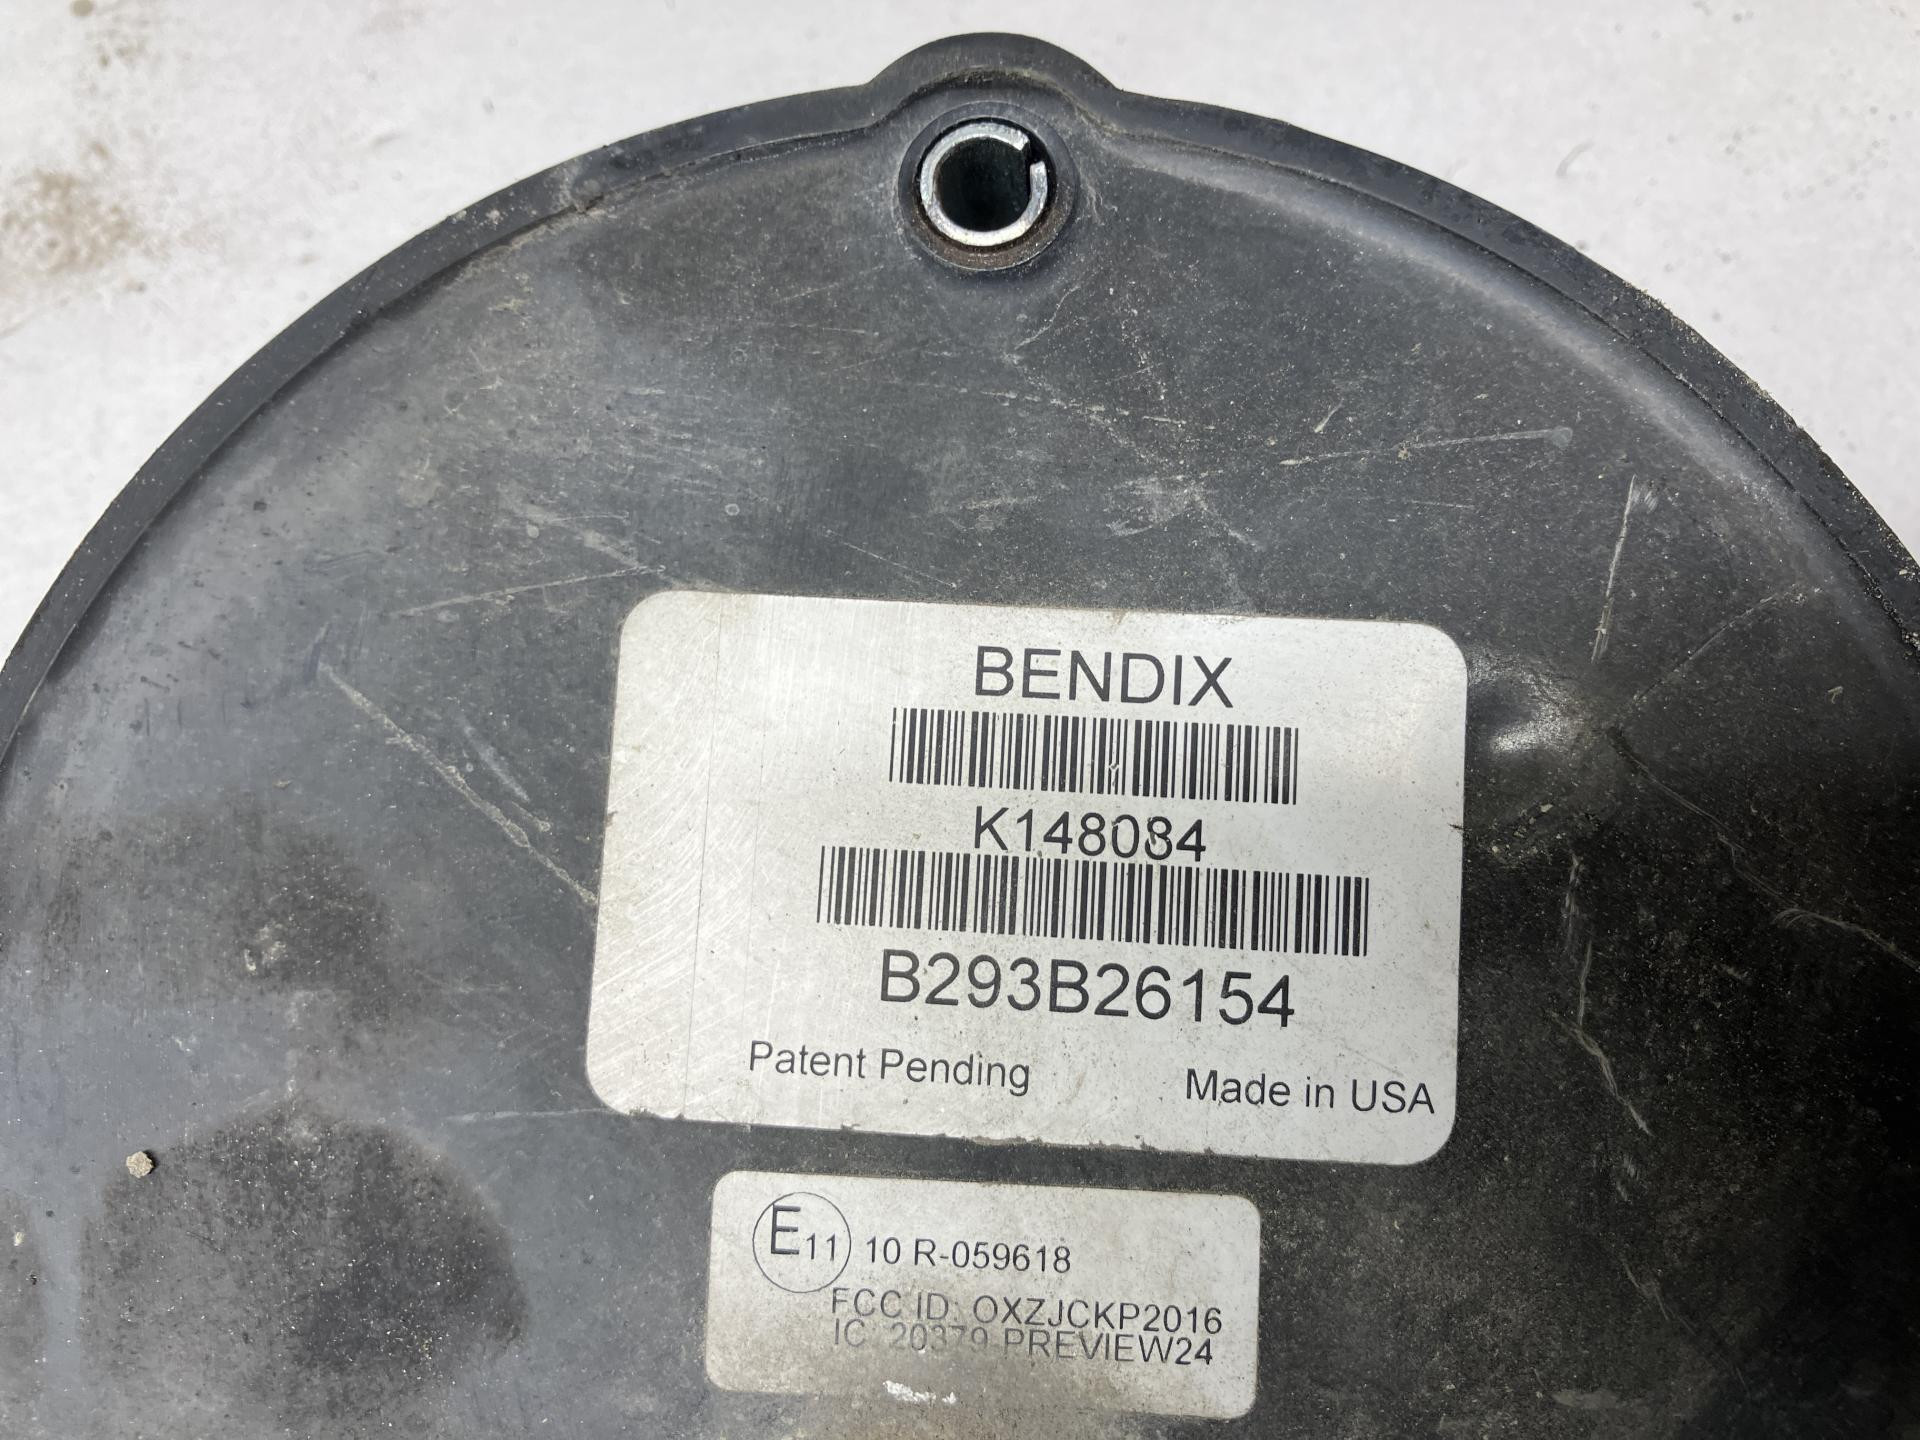 BENDIX
K148084
B293B26154
Patent Pending Made in USA
E11 10 R-059618
FCC ID: OXZJCKP2016
IC 20379-PREVIEW24